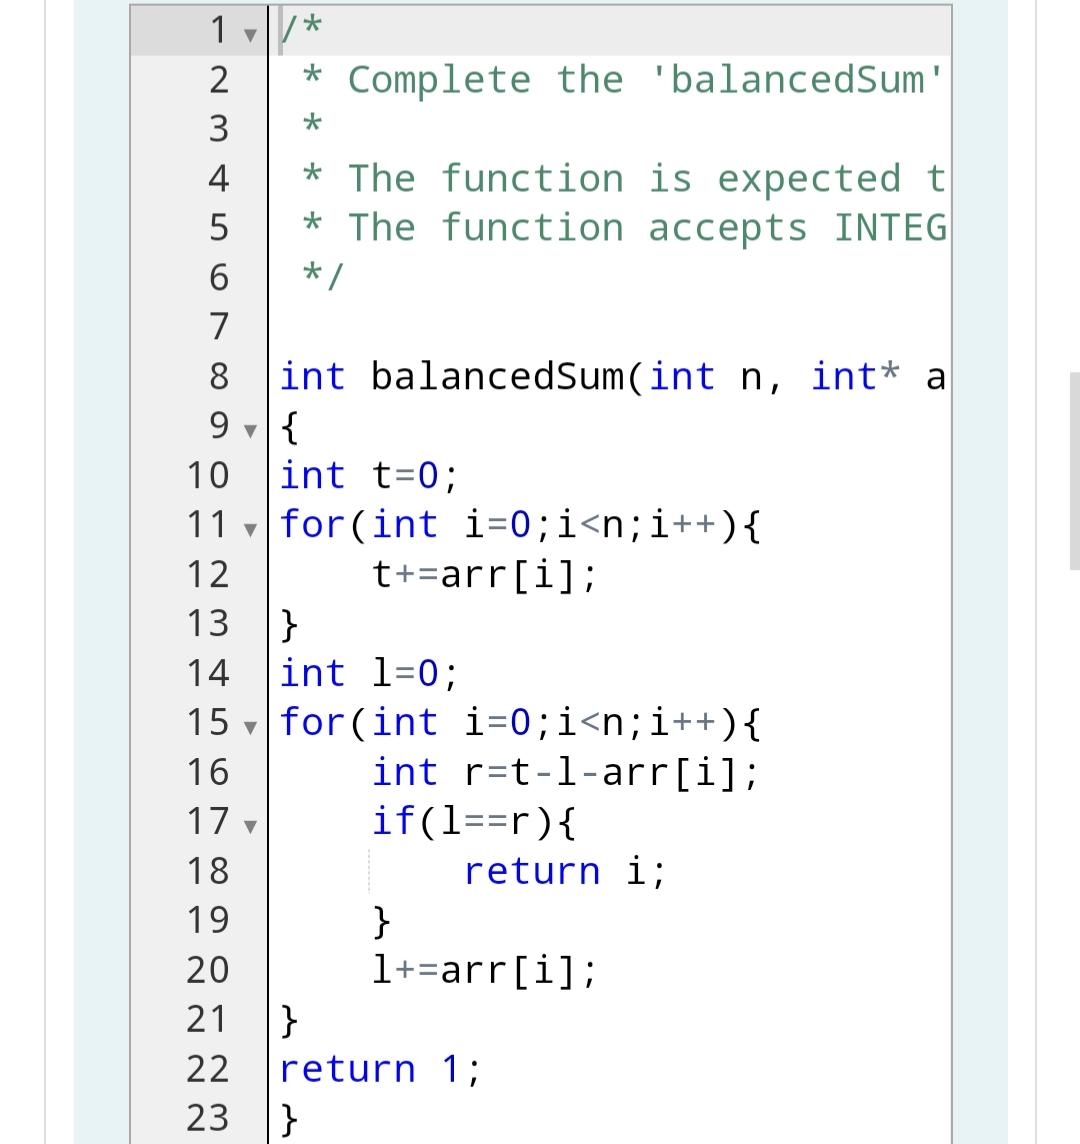 1 /*
2  * Complete the 'balancedSum'
3  *
4  * The function is expected t
5  * The function accepts INTEG
6  */
7
8 int balancedSum(int n, int* a
9 {
10 int t=0;
11 for(int i=0;i<n;i++){
12     t+=arr[i];
13 }
14 int l=0;
15 for(int i=0;i<n;i++){
16     int r=t-l-arr[i];
17     if(l==r){
18         return i;
19     }
20     l+=arr[i];
21 }
22 return 1;
23 }